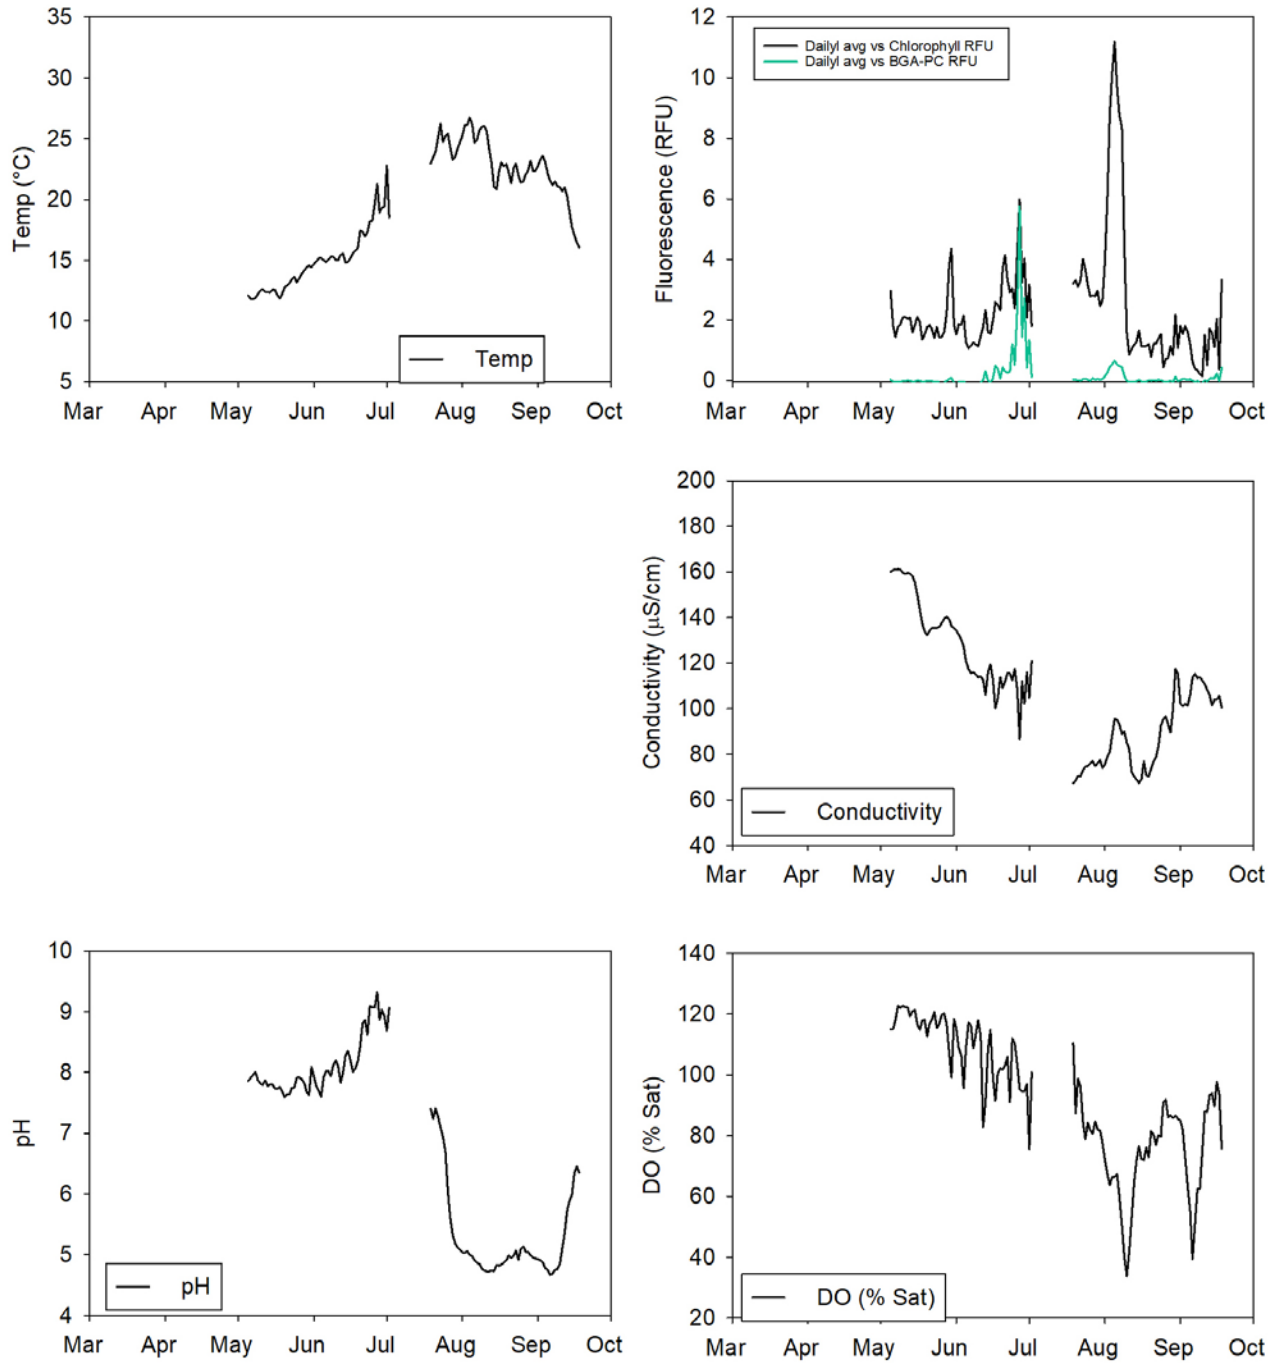 35
30
25
20
15
10
5
Temp (°C)
Temp
Mar Apr May Jun Jul Aug Sep Oct
12
10
8
6
4
2
0
Fluorescence (RFU)
Dailyl avg vs Chlorophyll RFU
Dailyl avg vs BGA-PC RFU
Mar Apr May Jun Jul Aug Sep Oct
200
180
160
140
120
100
80
60
40
Conductivity (µS/cm)
Conductivity
Mar Apr May Jun Jul Aug Sep Oct
10
9
8
7
6
5
4
pH
pH
Mar Apr May Jun Jul Aug Sep Oct
140
120
100
80
60
40
20
DO (% Sat)
DO (% Sat)
Mar Apr May Jun Jul Aug Sep Oct